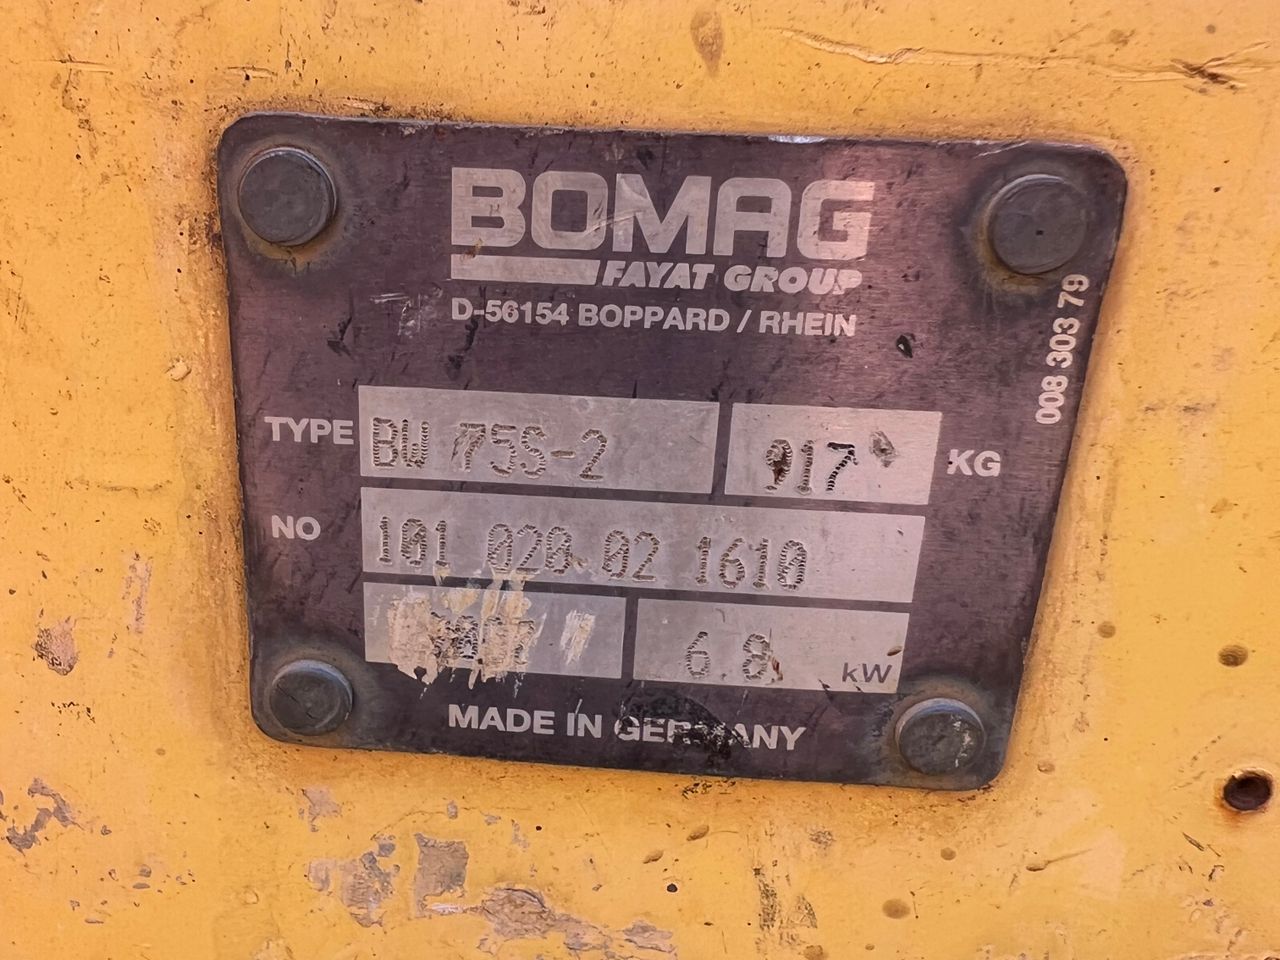 BOMAG
FAYAT GROUP
D-56154 BOPPARD / RHEIN
008 303 79
TYPE BW 75S-2 917 KG
NO 101 028 02 1610
6.8 kW
MADE IN GERMANY